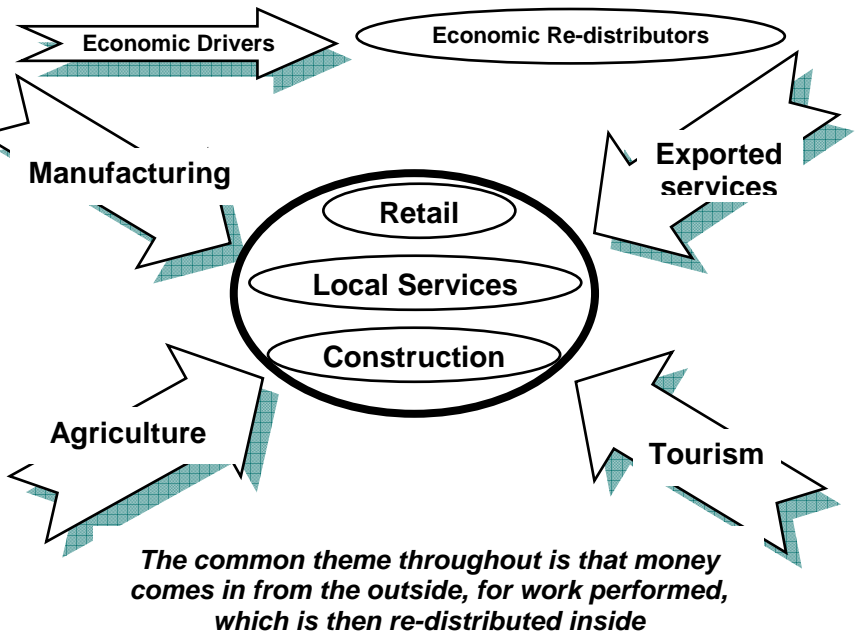 Economic Drivers
Economic Re-distributors
Manufacturing
Exported
services
Retail
Local Services
Construction
Agriculture
Tourism
The common theme throughout is that money
comes in from the outside, for work performed,
which is then re-distributed inside